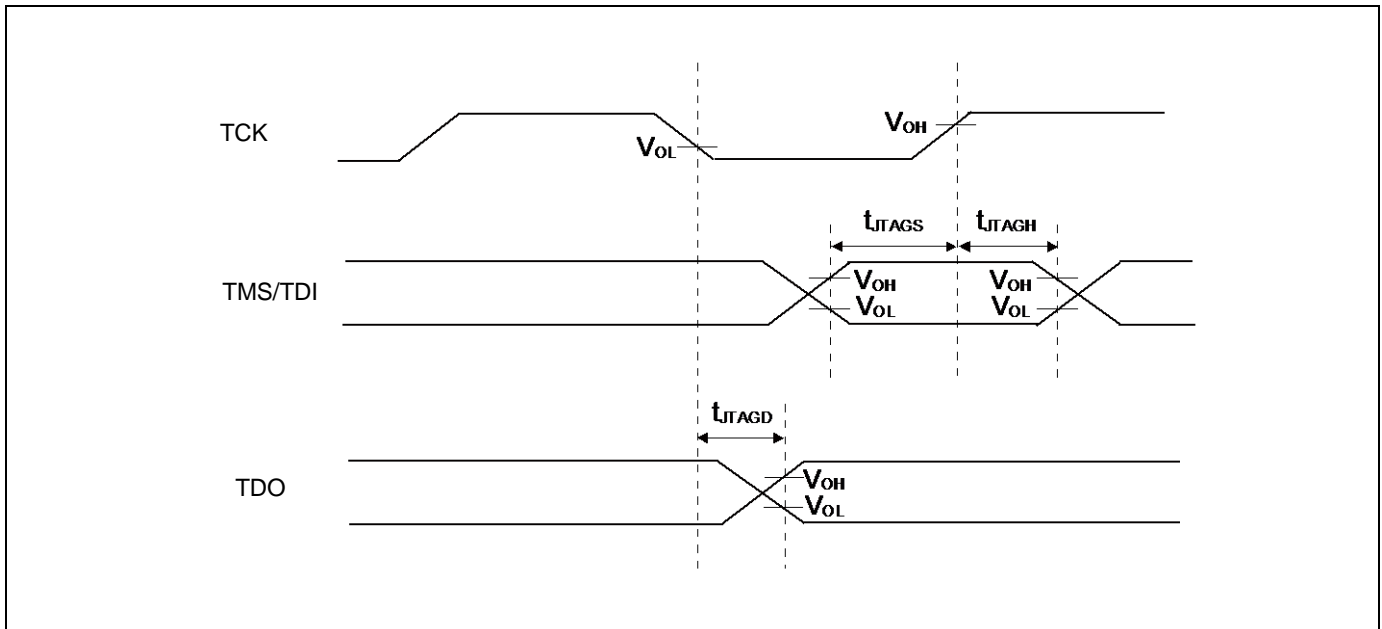 TCK
VOL
VOH
tJTAGS tJTAGH
TMS/TDI
VOH VOH
VOL VOL
tJTAGD
TDO
VOH
VOL